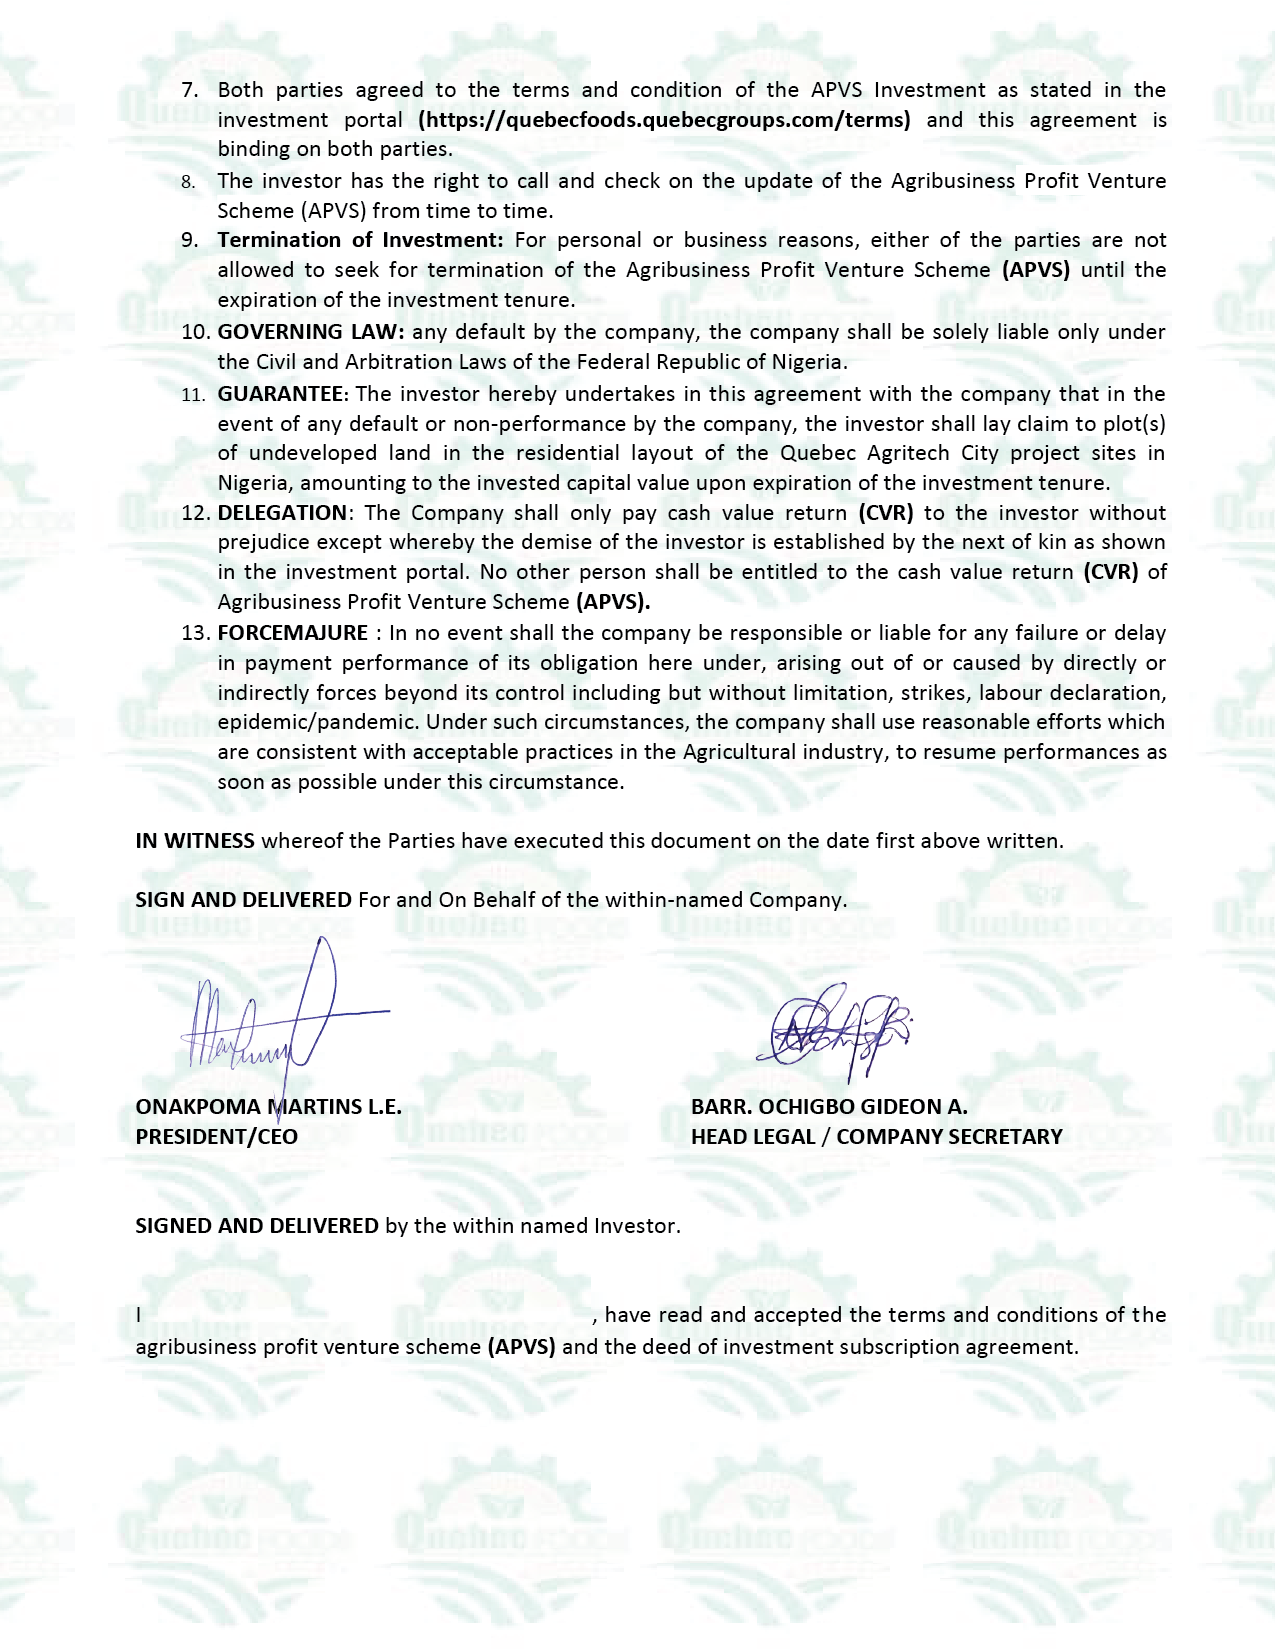 7. Both parties agreed to the terms and condition of the APVS Investment as stated in the
investment portal (https://quebecfoods.quebecgroups.com/terms) and this agreement is
binding on both parties.
8. The investor has the right to call and check on the update of the Agribusiness Profit Venture
Scheme (APVS) from time to time.
9. Termination of Investment: For personal or business reasons, either of the parties are not
allowed to seek for termination of the Agribusiness Profit Venture Scheme (APVS) until the
expiration of the investment tenure.
10. GOVERNING LAW: any default by the company, the company shall be solely liable only under
the Civil and Arbitration Laws of the Federal Republic of Nigeria.
11. GUARANTEE: The investor hereby undertakes in this agreement with the company that in the
event of any default or non-performance by the company, the investor shall lay claim to plot(s)
of undeveloped land in the residential layout of the Quebec Agritech City project sites in
Nigeria, amounting to the invested capital value upon expiration of the investment tenure.
12. DELEGATION: The Company shall only pay cash value return (CVR) to the investor without
prejudice except whereby the demise of the investor is established by the next of kin as shown
in the investment portal. No other person shall be entitled to the cash value return (CVR) of
Agribusiness Profit Venture Scheme (APVS).
13. FORCEMAJURE : In no event shall the company be responsible or liable for any failure or delay
in payment performance of its obligation here under, arising out of or caused by directly or
indirectly forces beyond its control including but without limitation, strikes, labour declaration,
epidemic/pandemic. Under such circumstances, the company shall use reasonable efforts which
are consistent with acceptable practices in the Agricultural industry, to resume performances as
soon as possible under this circumstance.
IN WITNESS whereof the Parties have executed this document on the date first above written.
SIGN AND DELIVERED For and On Behalf of the within-named Company.
ONAKPOMA MARTINS L.E.
PRESIDENT/CEO
BARR. OCHIGBO GIDEON A.
HEAD LEGAL / COMPANY SECRETARY
SIGNED AND DELIVERED by the within named Investor.
I , have read and accepted the terms and conditions of the
agribusiness profit venture scheme (APVS) and the deed of investment subscription agreement.